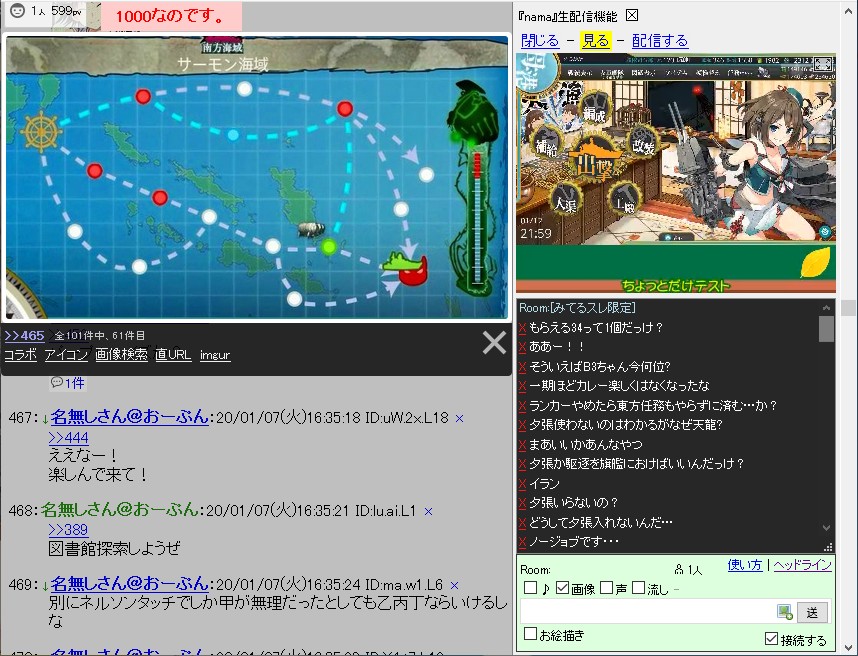 1人 599pv
1000なのです。
南方海域
サーモン海域
>>465 全101件中、61件目
コラボ アイコン 画像検索 直URL imgur
1件
467:↓名無しさん@おーぷん:20/01/07(火)16:35:18 ID:uW.2x.L18 ×
>>444
ええなー!
楽しんで来て!
468:名無しさん@おーぷん:20/01/07(火)16:35:21 ID:lu.ai.L1 ×
>>389
図書館探索しようぜ
469:↓名無しさん@おーぷん:20/01/07(火)16:35:24 ID:ma.w1.L6 ×
別にネルソンタッチでしか甲が無理だったとしても乙丙丁ならいけるし
な
『nama』生配信機能
閉じる - 見る - 配信する
編成
補給
出撃
改装
入渠
工廠
21:59
ちょっとだけテスト
Room:[みてるスレ限定]
X もらえる34って1個だっけ?
X ああー!!
X そういえばB3ちゃん今何位?
X 一期ほどカレー楽しくはなくなったな
X ランカーやめたら東方任務もやらずに済む…か?
X 夕張使わないのはわかるがなぜ天龍?
X まあいいかあんなやつ
X 夕張か駆逐を旗艦におけばいいんだっけ?
X イラン
X 夕張いらないの?
X どうして夕張入れないんだ…
X ノージョブです・・・
Room: 1人 使い方 | ヘッドライン
♪ 画像 声 流し -
送
お絵描き 接続する